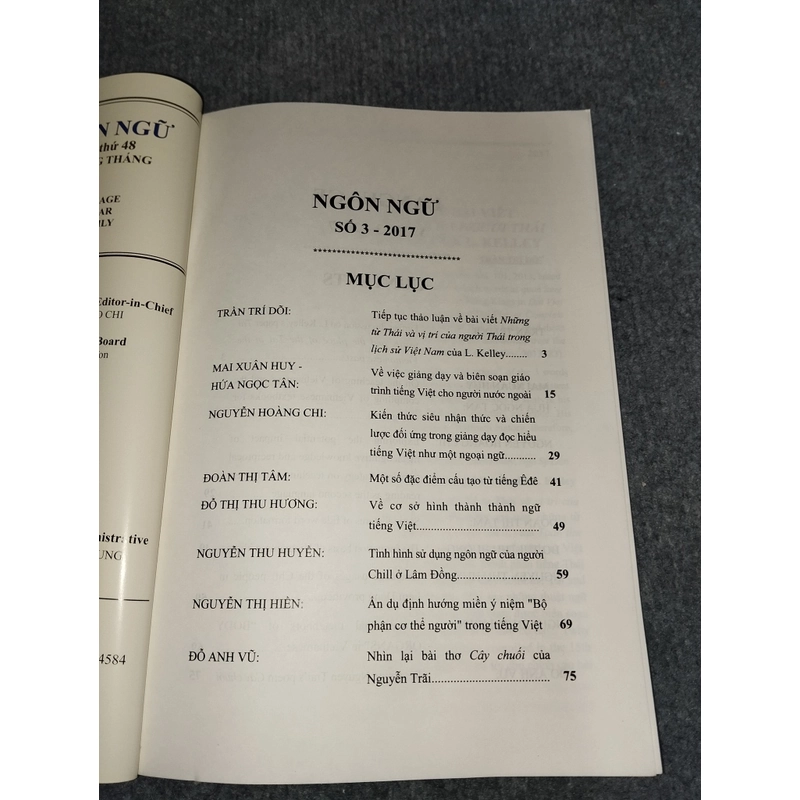 N NGỮ
thứ 48
G THÁNG
AGE
AR
ILY
Editor-in-Chief
O CHI
Board
on
nistrative
UNG
4584
NGÔN NGỮ
SỐ 3 - 2017
********************************
MỤC LỤC
TRẦN TRÍ DÕI: Tiếp tục thảo luận về bài viết Những
từ Thái và vị trí của người Thái trong
lịch sử Việt Nam của L. Kelley........ 3
MAI XUÂN HUY -
HỨA NGỌC TÂN: Về việc giảng dạy và biên soạn giáo
trình tiếng Việt cho người nước ngoài 15
NGUYỄN HOÀNG CHI: Kiến thức siêu nhận thức và chiến
lược đối ứng trong giảng dạy đọc hiểu
tiếng Việt như một ngoại ngữ........... 29
ĐOÀN THỊ TÂM: Một số đặc điểm cấu tạo từ tiếng Êđê 41
ĐỖ THỊ THU HƯƠNG: Về cơ sở hình thành thành ngữ
tiếng Việt.................................... 49
NGUYỄN THU HUYỀN: Tình hình sử dụng ngôn ngữ của người
Chill ở Lâm Đồng........................... 59
NGUYỄN THỊ HIỀN: Ẩn dụ định hướng miền ý niệm "Bộ
phận cơ thể người" trong tiếng Việt 69
ĐỖ ANH VŨ: Nhìn lại bài thơ Cây chuối của
Nguyễn Trãi.................................. 75